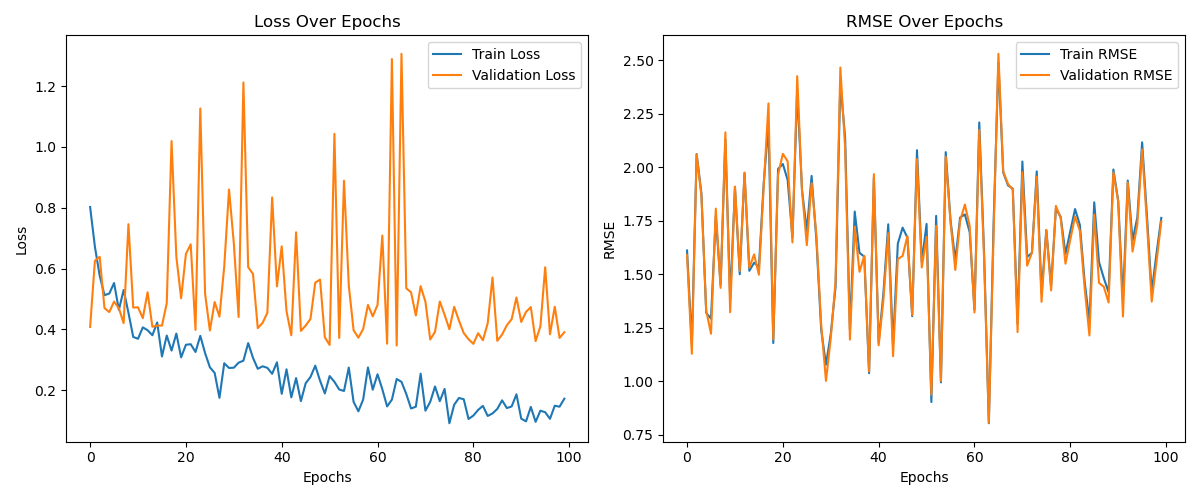 Loss Over Epochs
Train Loss
Validation Loss
Loss
1.2
1.0
0.8
0.6
0.4
0.2
0 20 40 60 80 100
Epochs
RMSE Over Epochs
Train RMSE
Validation RMSE
RMSE
2.50
2.25
2.00
1.75
1.50
1.25
1.00
0.75
0 20 40 60 80 100
Epochs